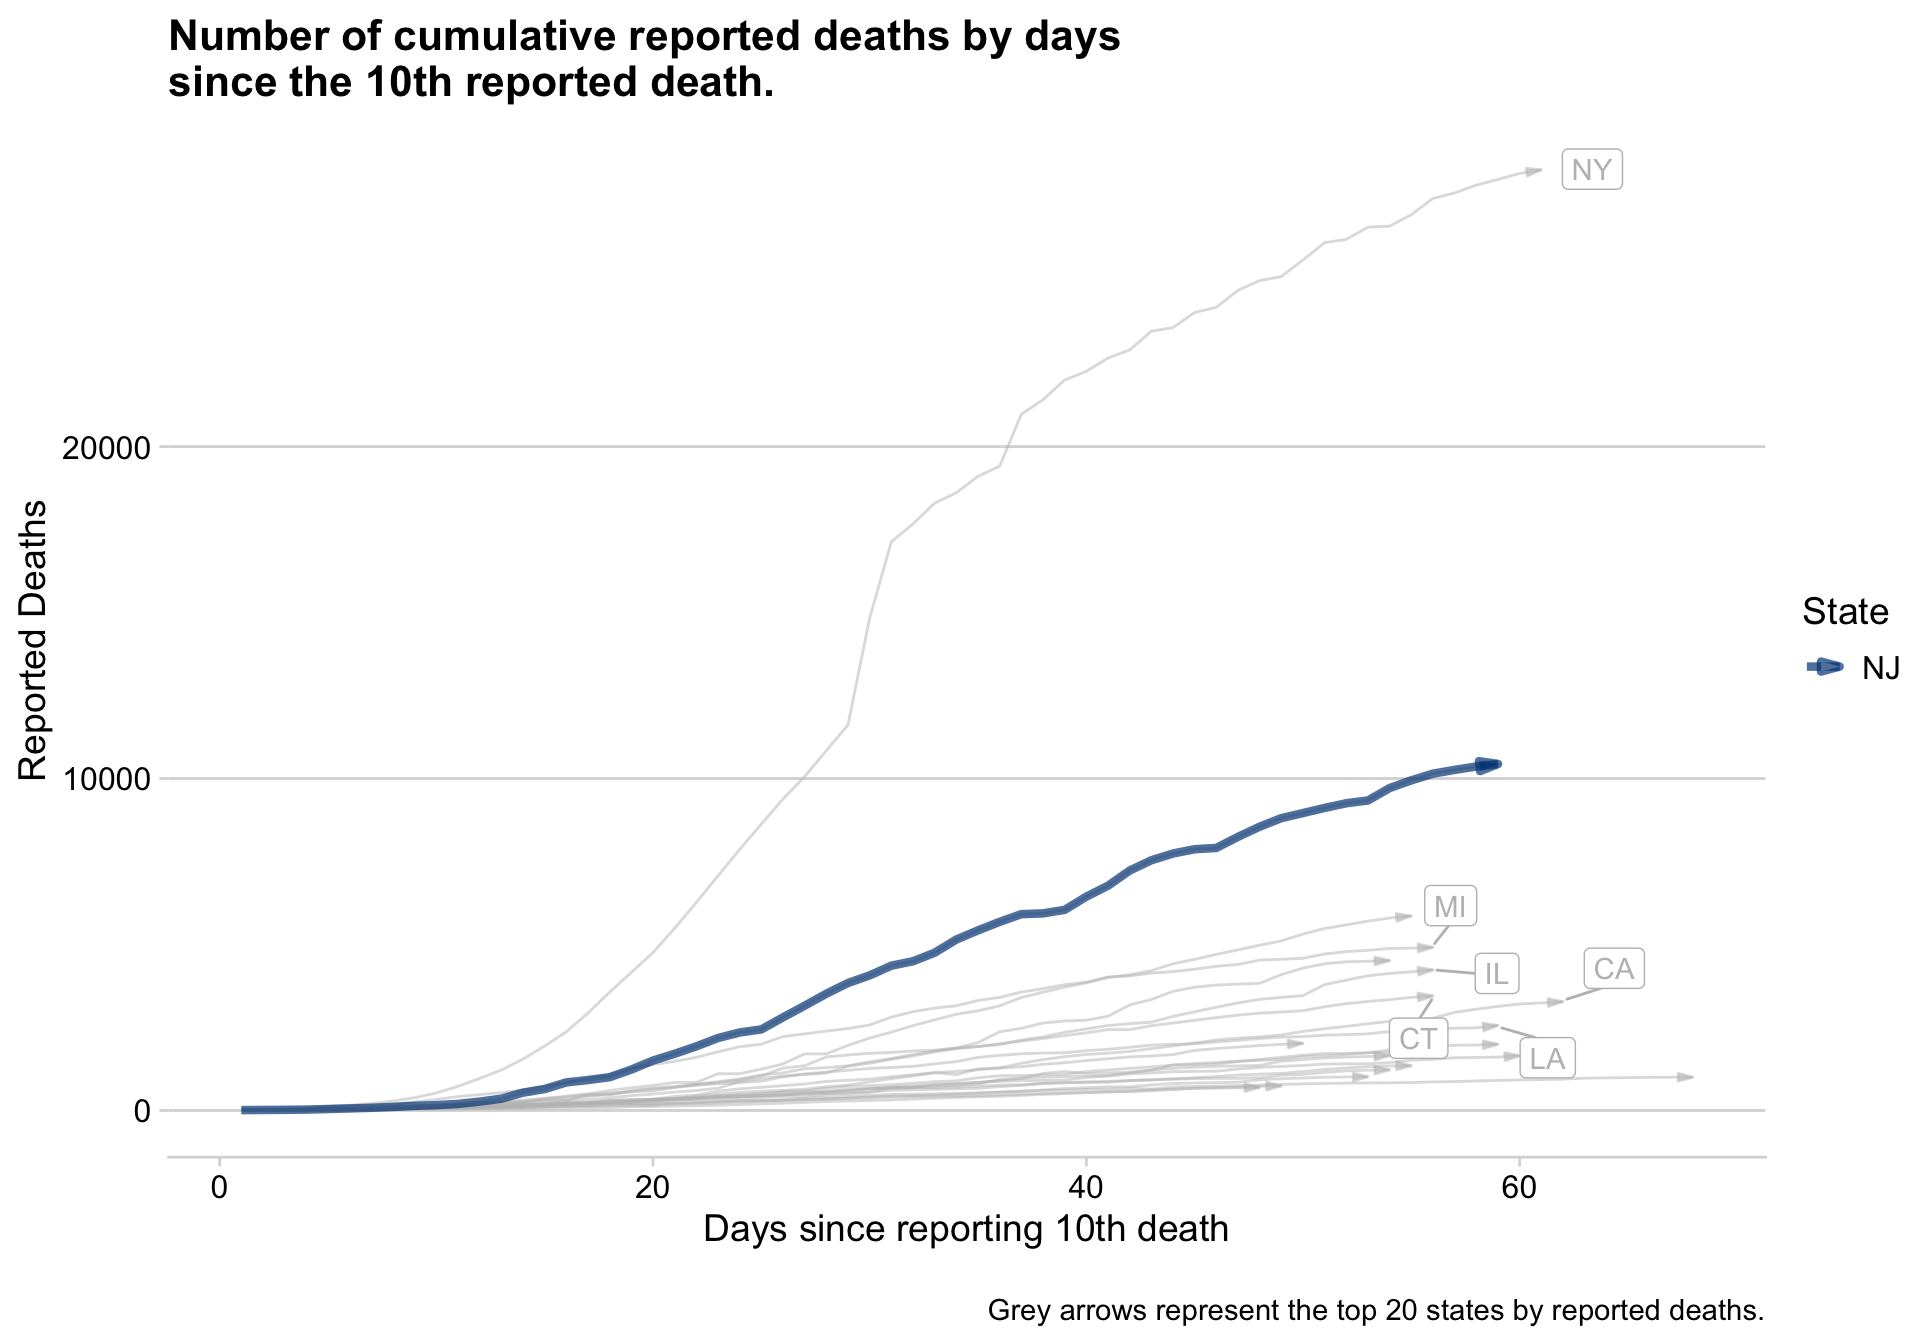 Number of cumulative reported deaths by days
since the 10th reported death.
NY
20000
Reported Deaths
State
NJ
10000
MI
IL
CA
CT
LA
0
0
20
40
60
Days since reporting 10th death
Grey arrows represent the top 20 states by reported deaths.